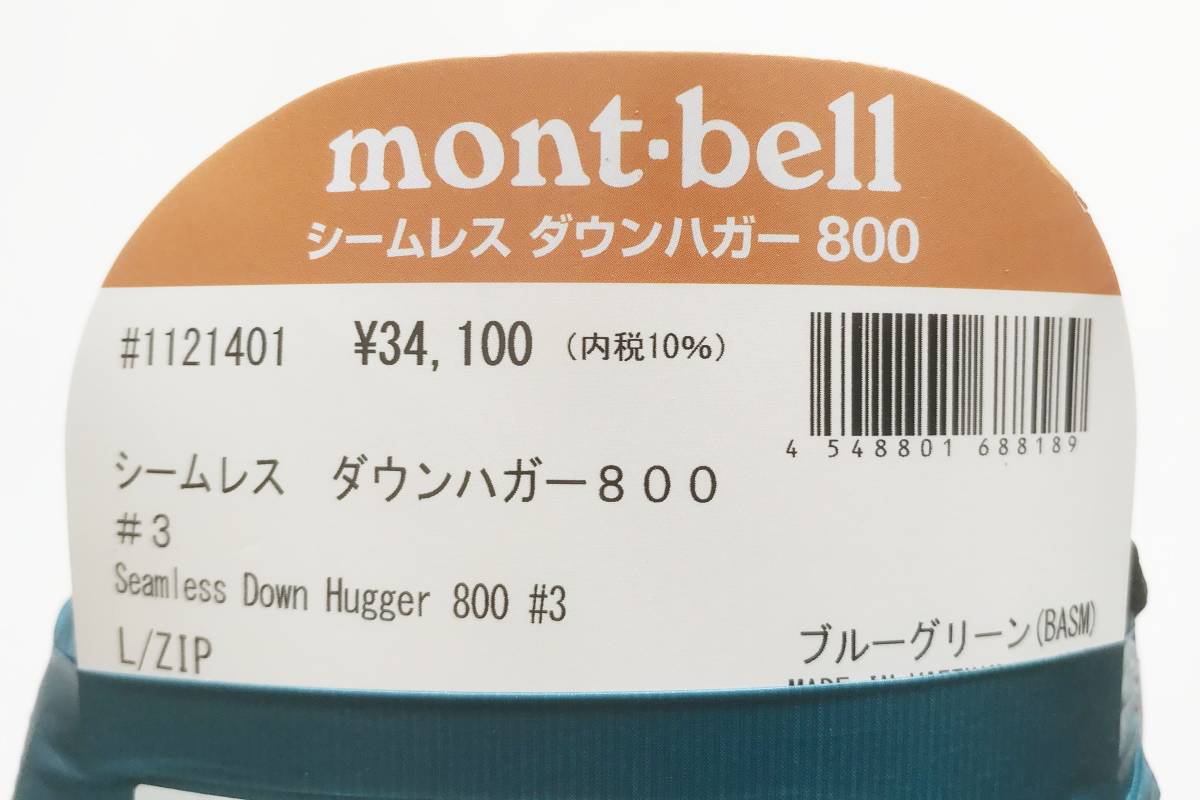 mont·bell
シームレス ダウンハガー 800
#1121401 ¥34,100 (内税10%)
4 548801 688189
シームレス ダウンハガー800
#3
Seamless Down Hugger 800 #3
L/ZIP
ブルーグリーン(BASM)
MADE IN